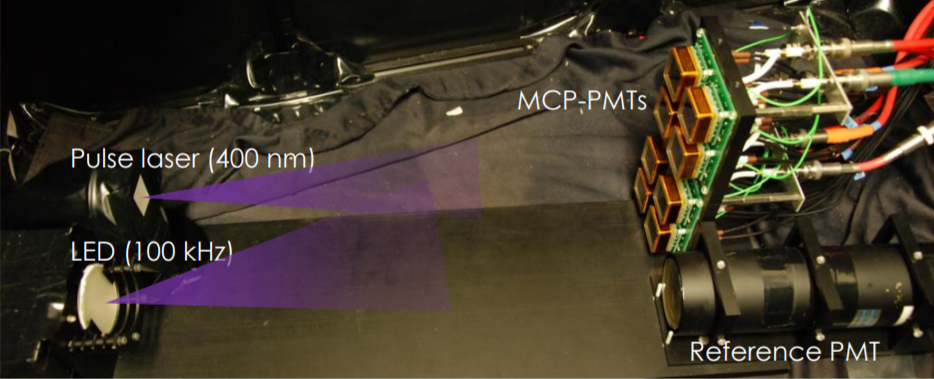 MCP-PMTs
Pulse laser (400 nm)
LED (100 kHz)
Reference PMT